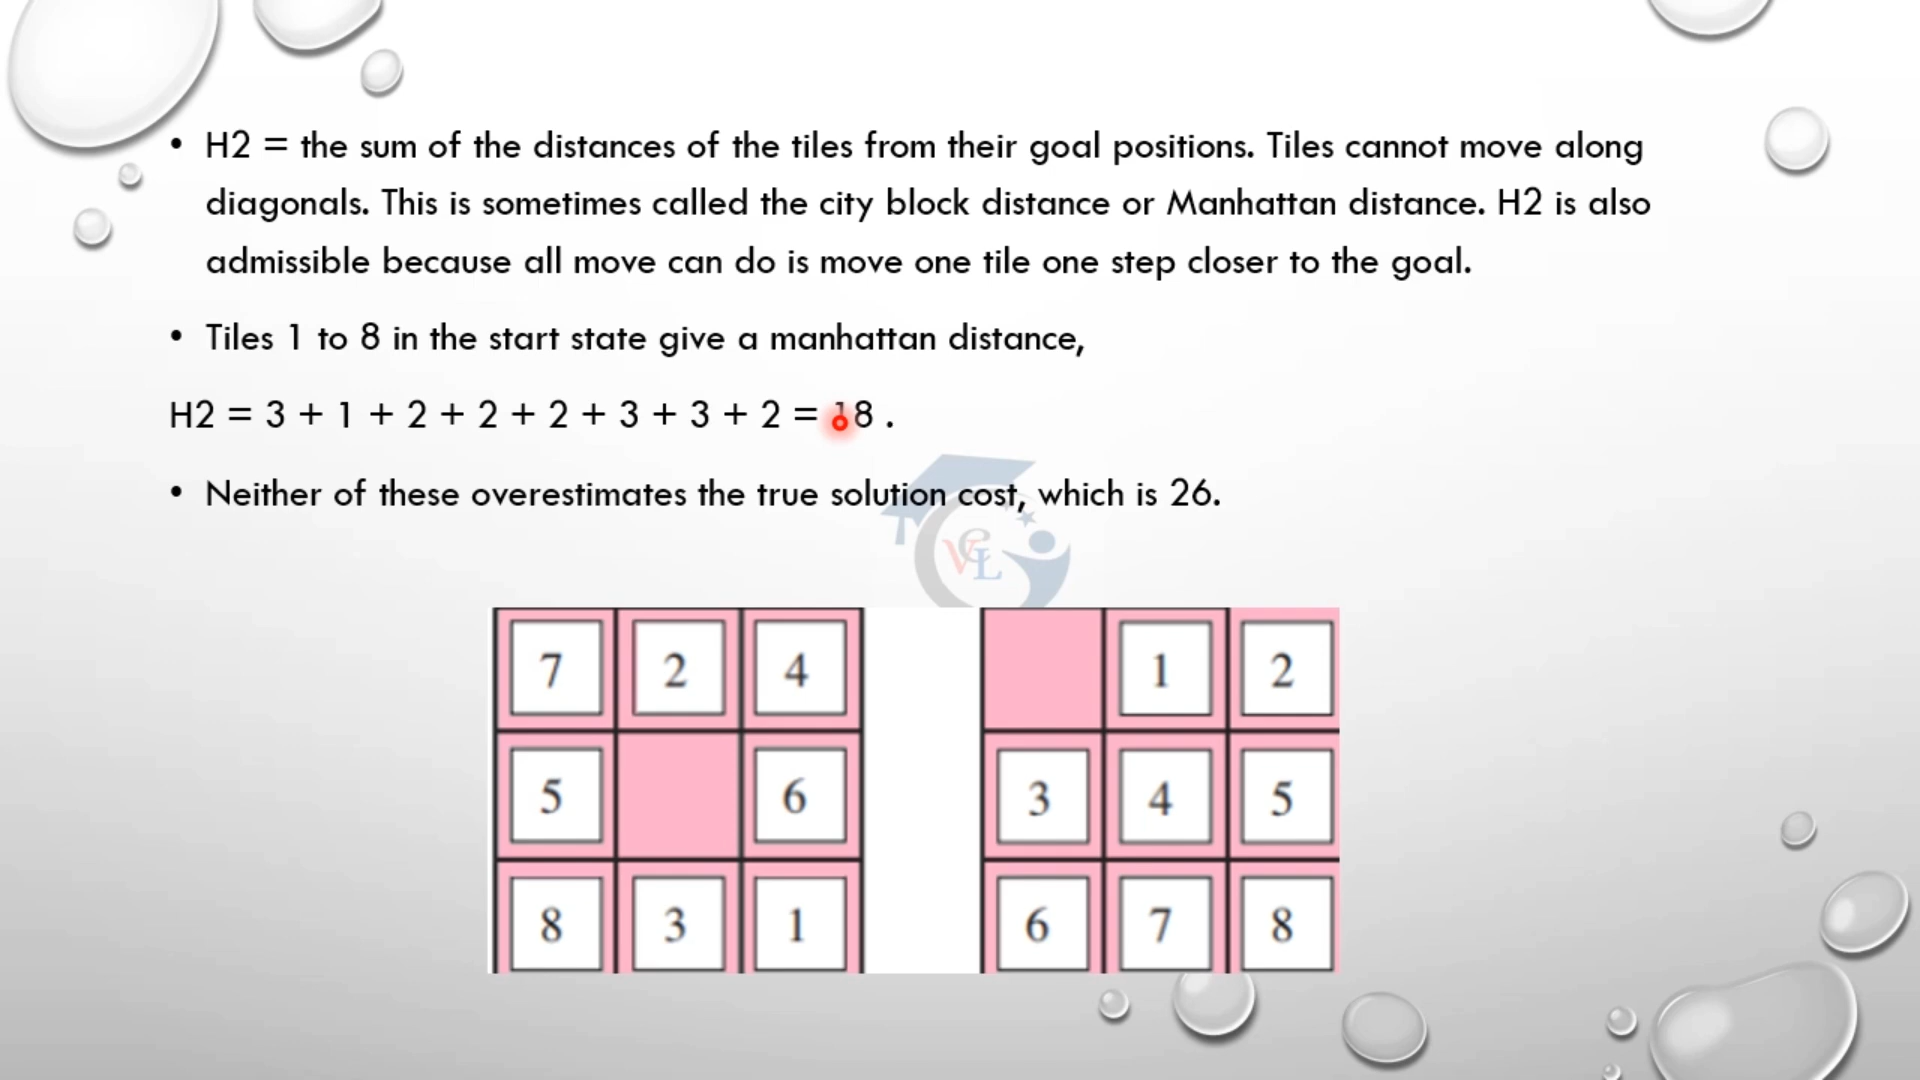 • H2 = the sum of the distances of the tiles from their goal positions. Tiles cannot move along
diagonals. This is sometimes called the city block distance or Manhattan distance. H2 is also
admissible because all move can do is move one tile one step closer to the goal.
• Tiles 1 to 8 in the start state give a manhattan distance,
H2 = 3 + 1 + 2 + 2 + 2 + 3 + 3 + 2 = 18 .
• Neither of these overestimates the true solution cost, which is 26.
VeL
7 2 4
5 6
8 3 1
1 2
3 4 5
6 7 8